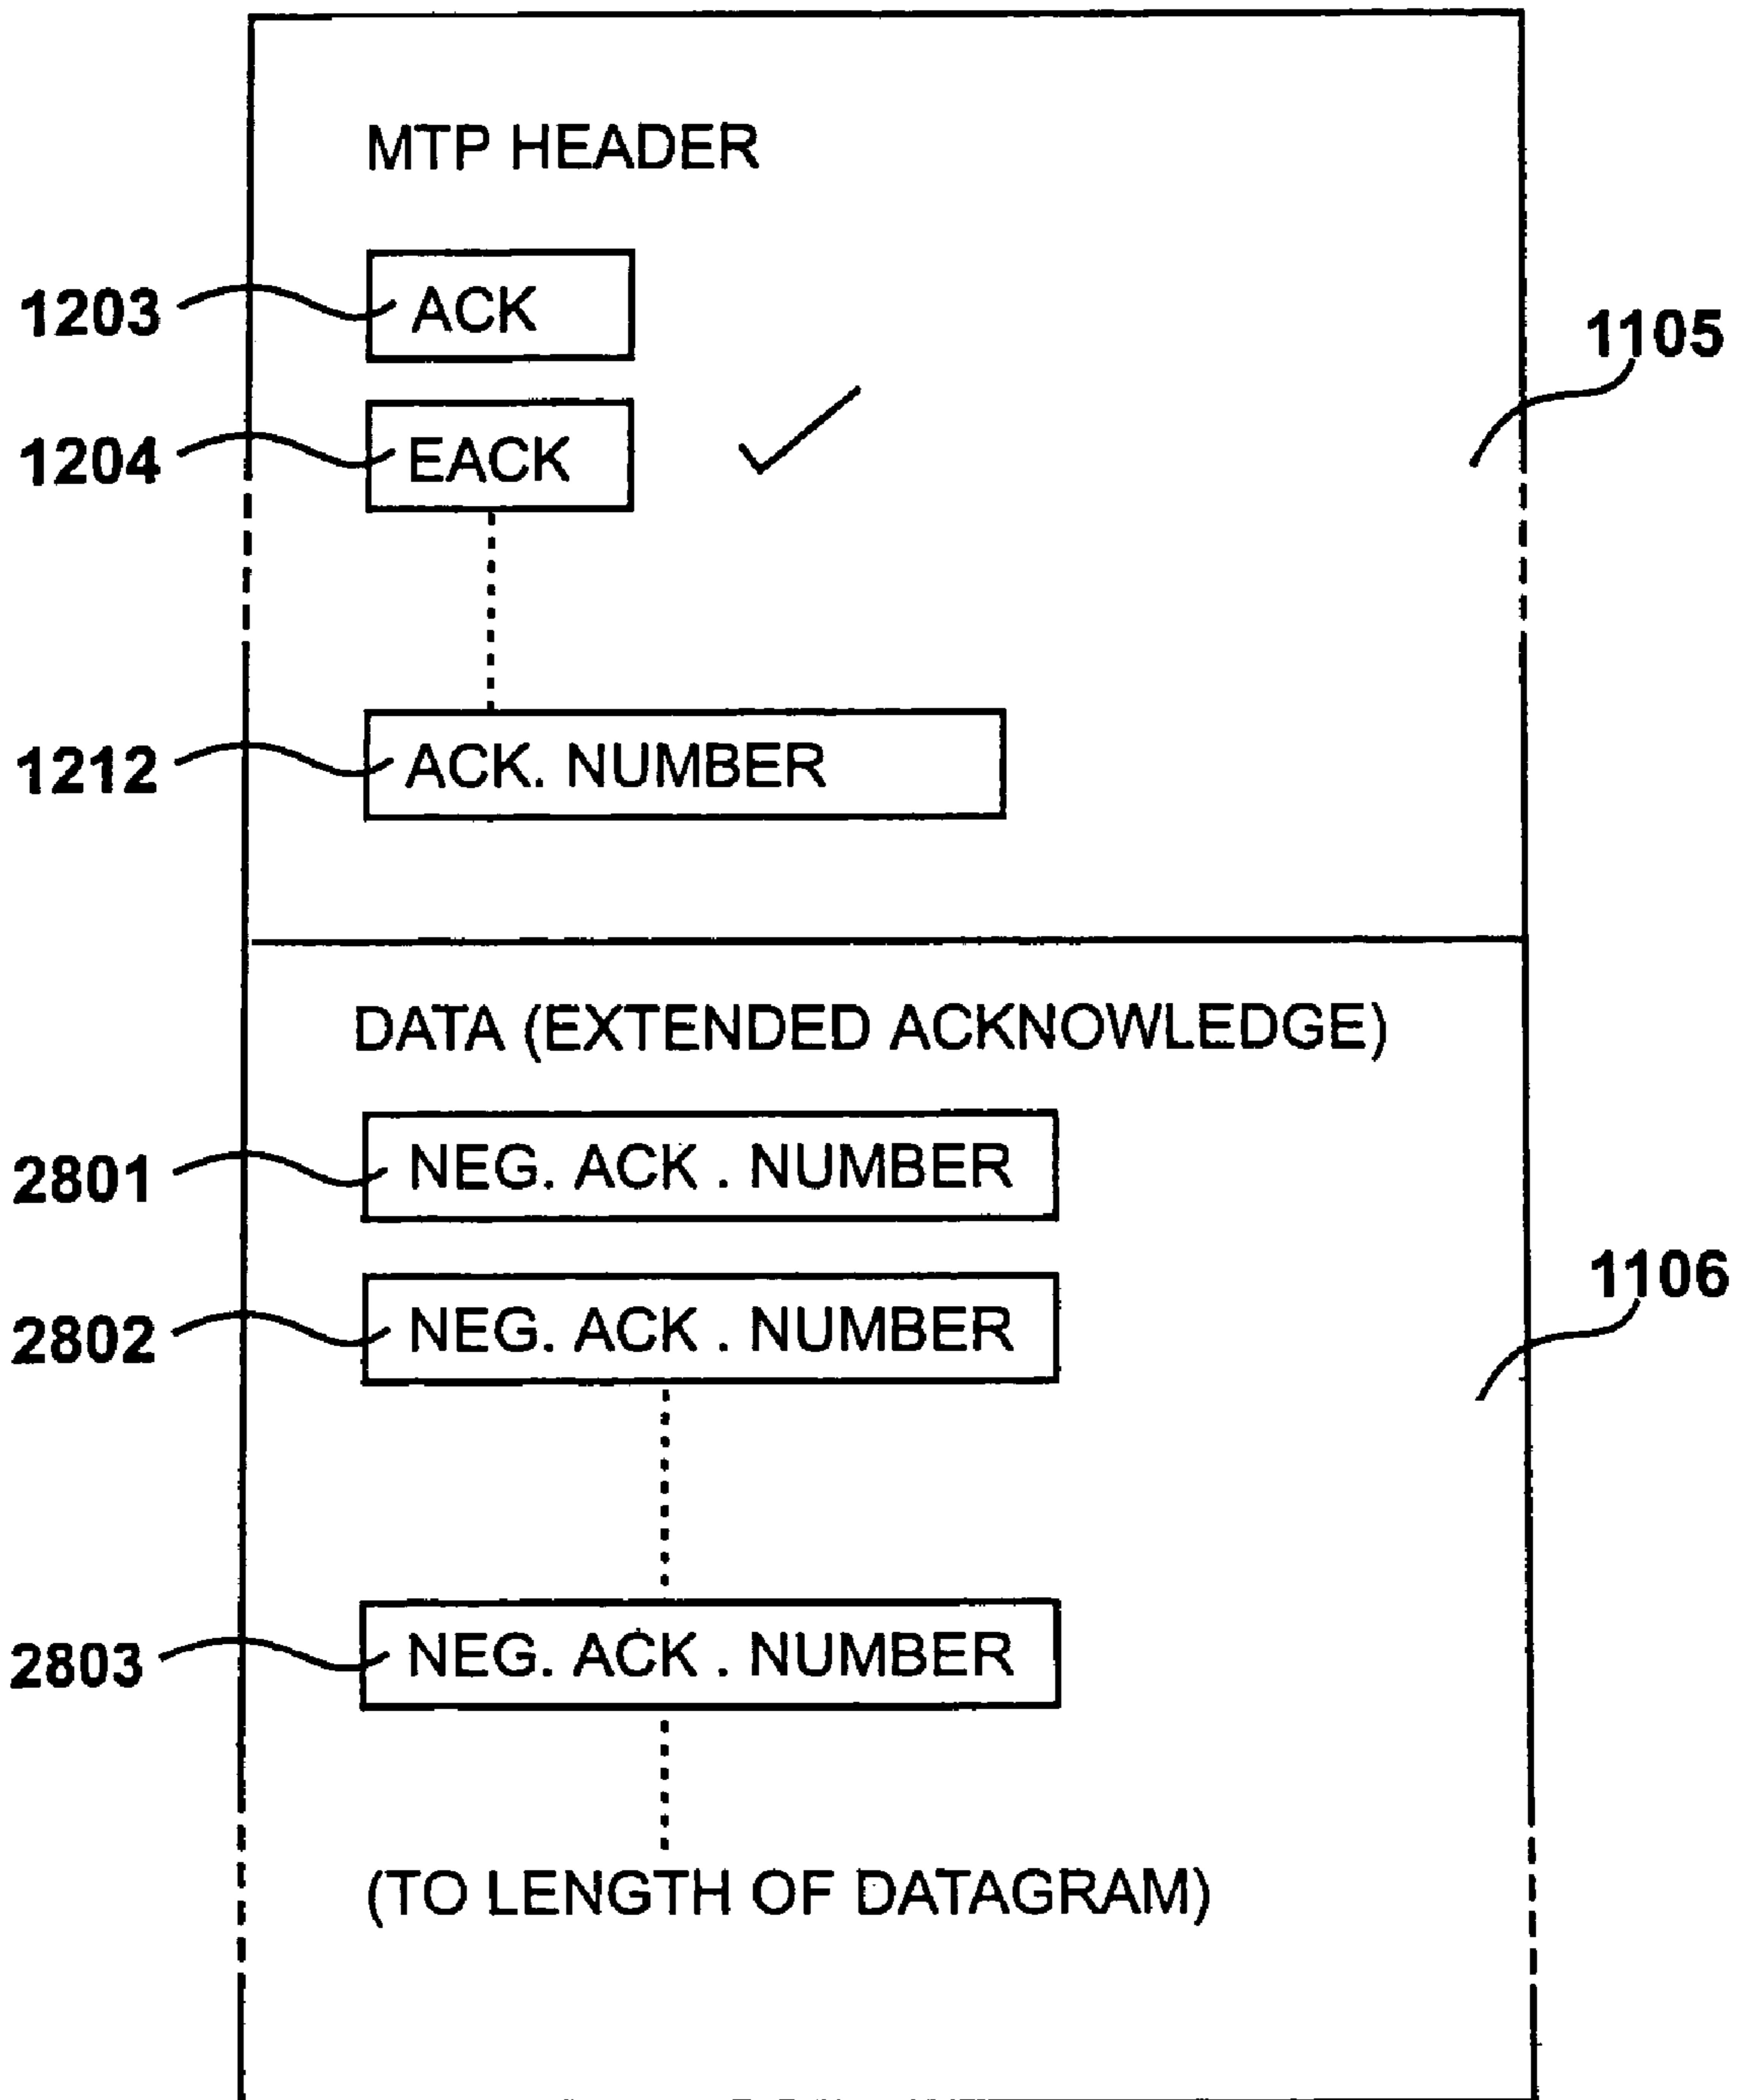 MTP HEADER
1203 ACK
1105
1204 EACK
1212 ACK. NUMBER
DATA (EXTENDED ACKNOWLEDGE)
2801 NEG. ACK . NUMBER
1106
2802 NEG. ACK . NUMBER
2803 NEG. ACK . NUMBER
(TO LENGTH OF DATAGRAM)